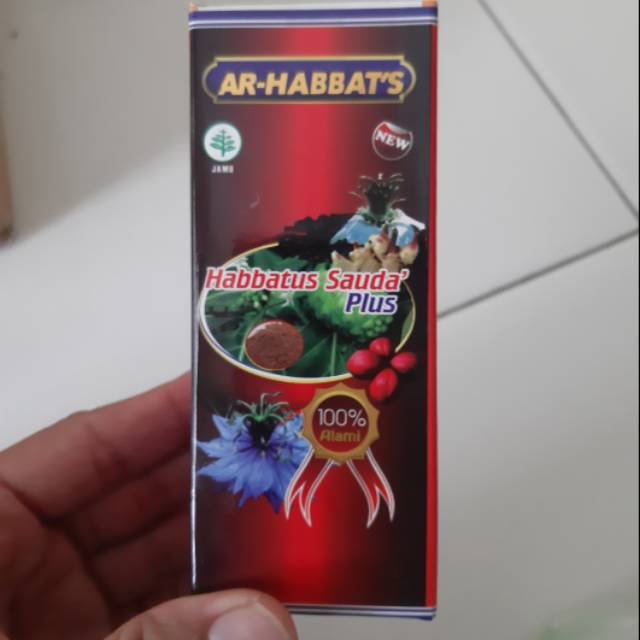 AR-HABBAT'S
JAMU
NEW
Habbatus Sauda'
Plus
100%
Alami